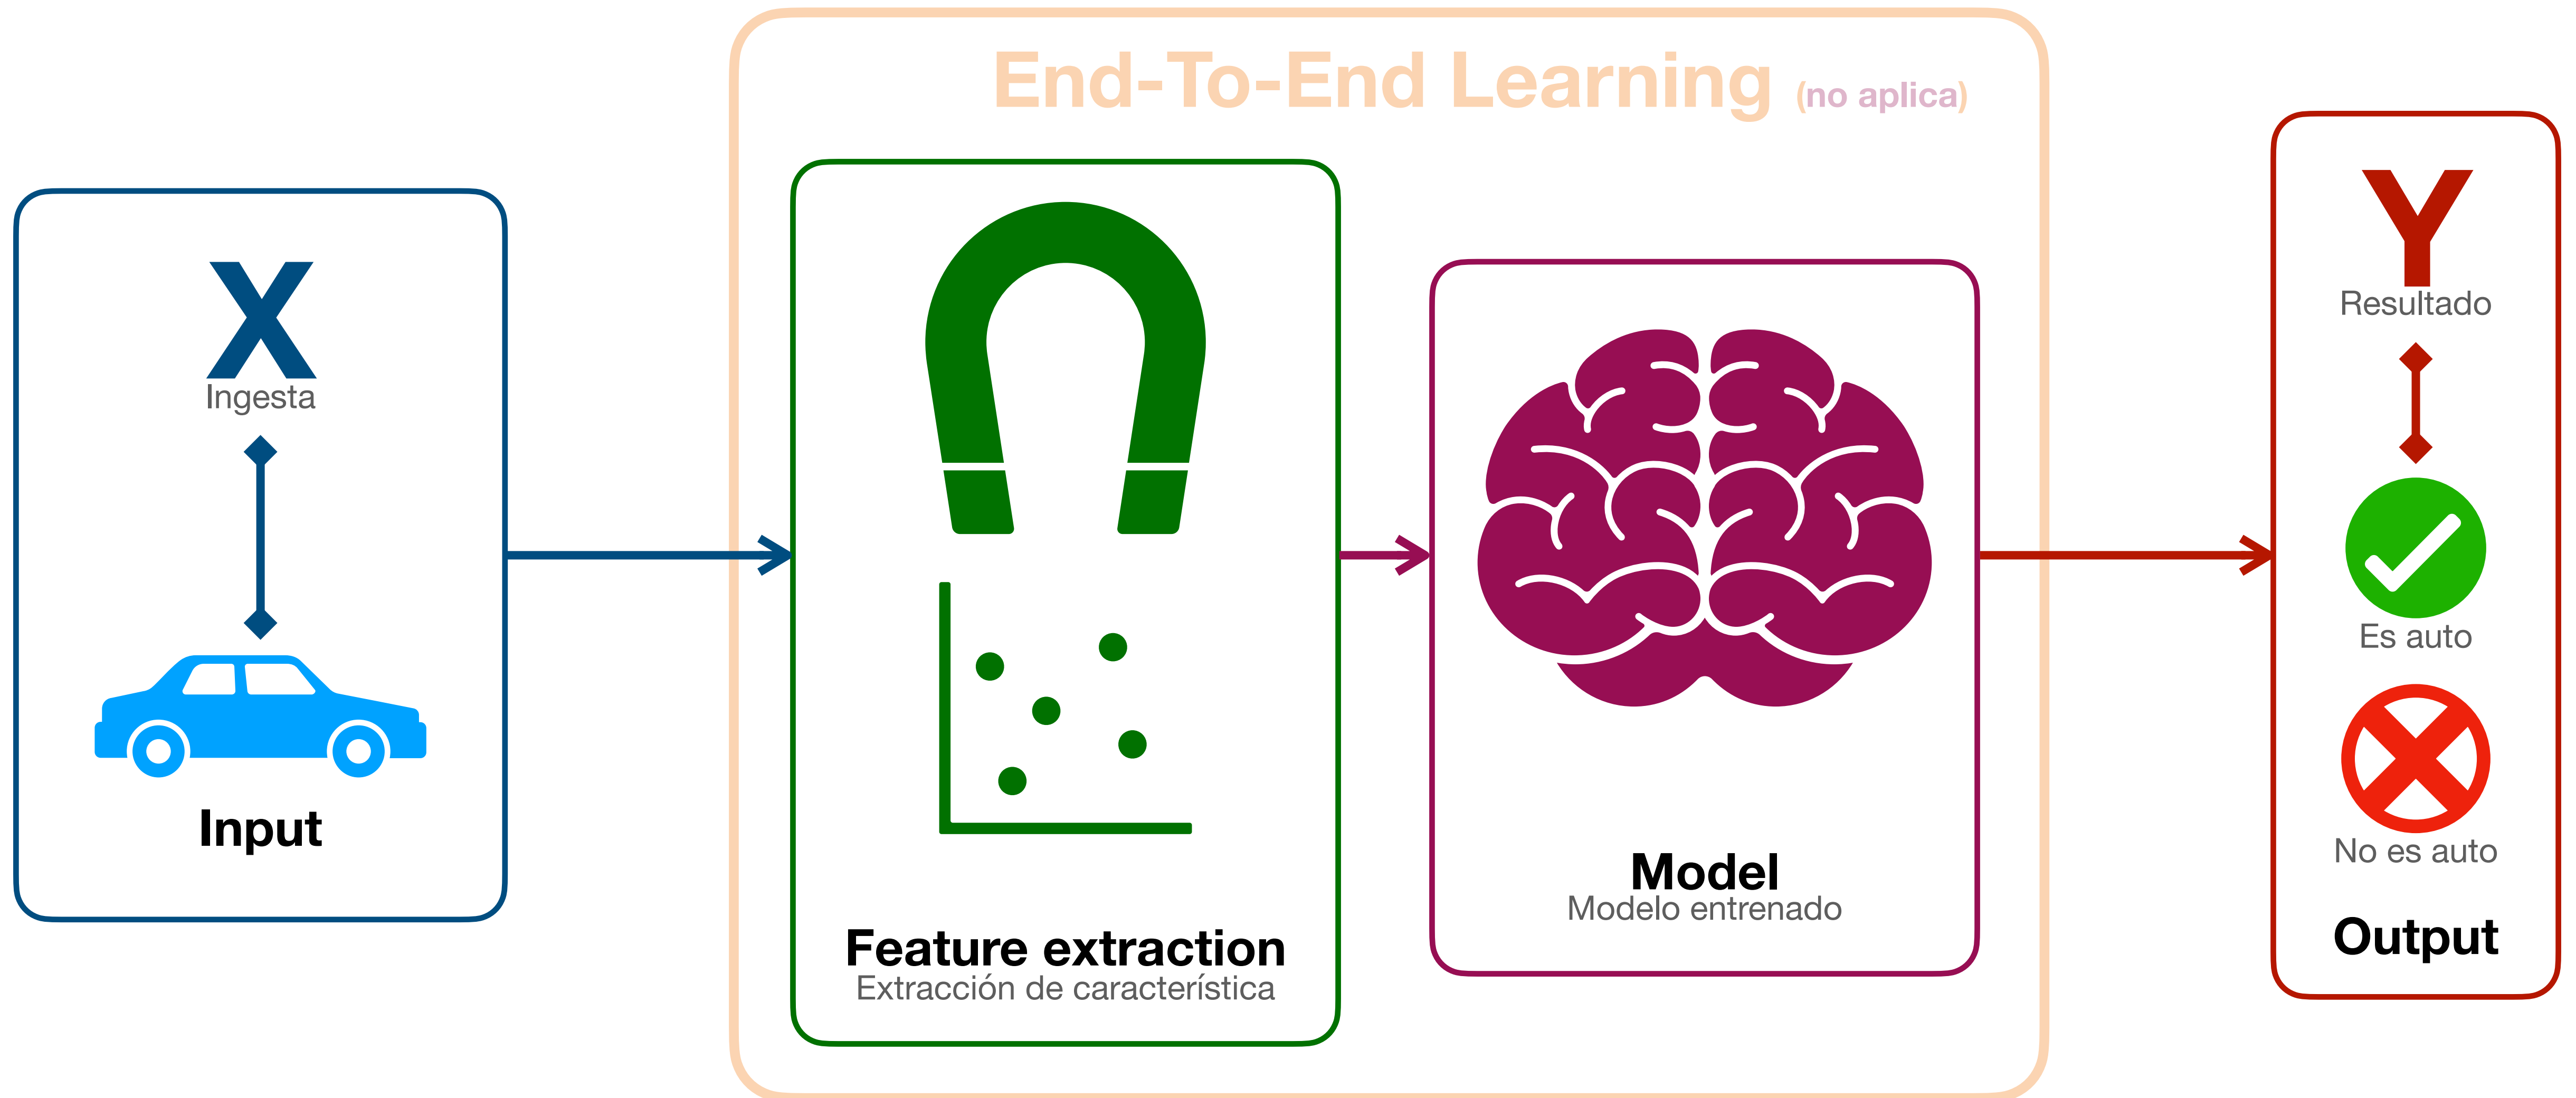 End-To-End Learning (no aplica)
X
Ingesta
Input
Feature extraction
Extracción de característica
Model
Modelo entrenado
Y
Resultado
Es auto
No es auto
Output